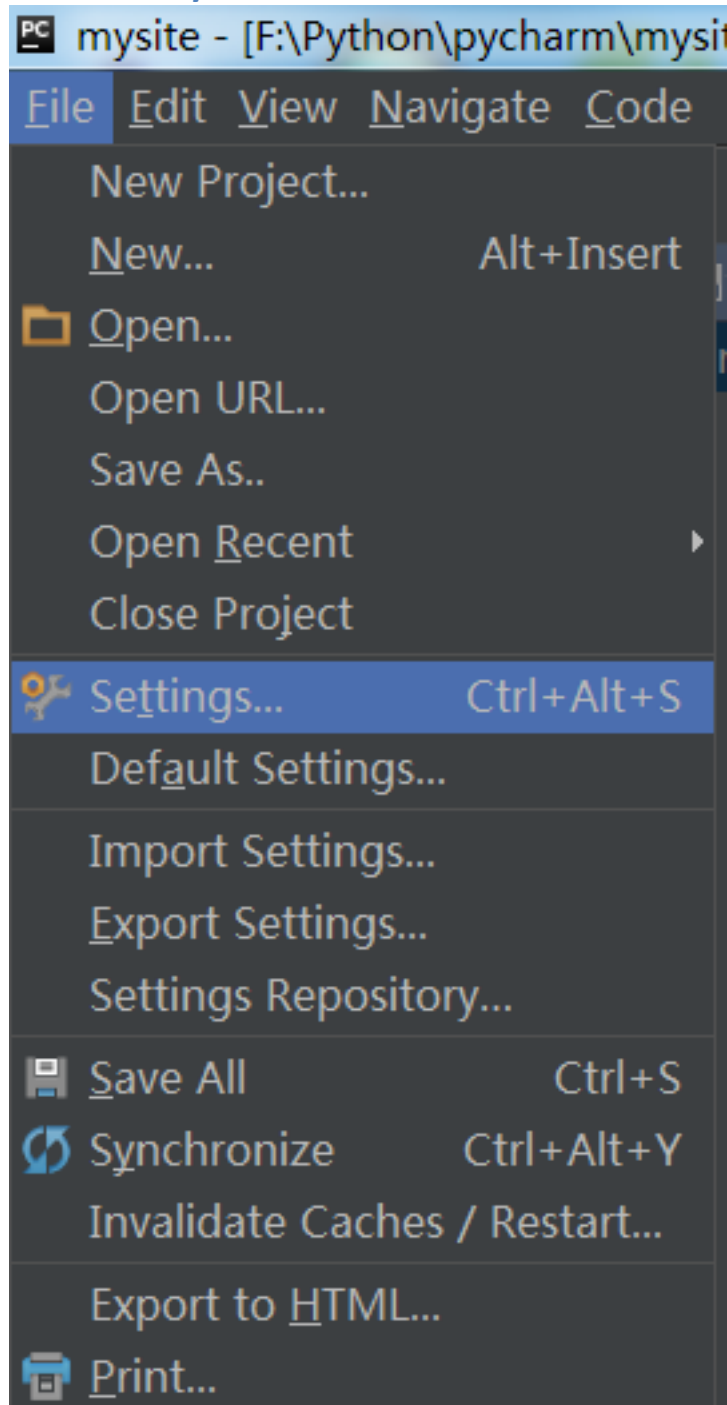 PC mysite - [F:\Python\pycharm\mysit
File Edit View Navigate Code
New Project...
New... Alt+Insert
Open...
Open URL...
Save As..
Open Recent
Close Project
Settings... Ctrl+Alt+S
Default Settings...
Import Settings...
Export Settings...
Settings Repository...
Save All Ctrl+S
Synchronize Ctrl+Alt+Y
Invalidate Caches / Restart...
Export to HTML...
Print...